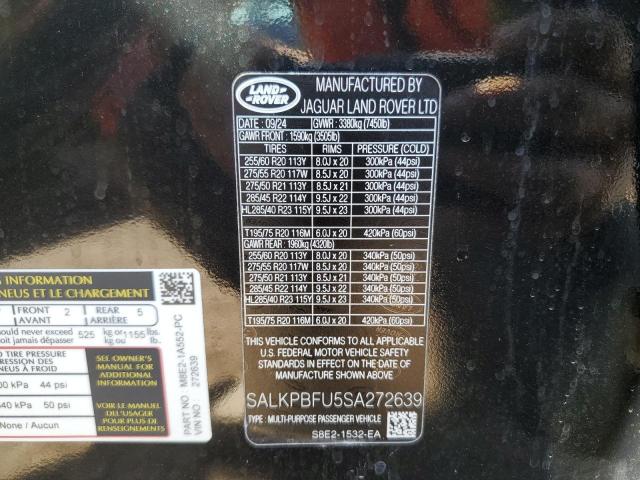 LAND
ROVER
MANUFACTURED BY
JAGUAR LAND ROVER LTD
DATE : 09/24 GVWR : 3380kg (7450lb)
GAWR FRONT : 1590kg (3505lb)
TIRES RIMS PRESSURE (COLD)
255/60 R20 113Y 8.0J x 20 300kPa (44psi)
275/55 R20 117W 8.5J x 20 300kPa (44psi)
275/50 R21 113Y 8.5J x 21 300kPa (44psi)
285/45 R22 114Y 9.5J x 22 300kPa (44psi)
HL285/40 R23 115Y 9.5J x 23 300kPa (44psi)
T195/75 R20 116M 6.0J x 20 420kPa (60psi)
GAWR REAR : 1960kg (4320lb)
255/60 R20 113Y 8.0J x 20 340kPa (50psi)
275/55 R20 117W 8.5J x 20 340kPa (50psi)
275/50 R21 113Y 8.5J x 21 340kPa (50psi)
285/45 R22 114Y 9.5J x 22 340kPa (50psi)
HL285/40 R23 115Y 9.5J x 23 340kPa (50psi)
T195/75 R20 116M 6.0J x 20 420kPa (60psi)
THIS VEHICLE CONFORMS TO ALL APPLICABLE
U.S. FEDERAL MOTOR VEHICLE SAFETY
STANDARDS IN EFFECT ON THE DATE OF
MANUFACTURE SHOWN ABOVE.
SALKPBFU5SA272639
TYPE: MULTI-PURPOSE PASSENGER VEHICLE
S8E2-1532-EA
INFORMATION
NEUS ET LE CHARGEMENT
FRONT 2 REAR 5
AVANT ARRIÈRE
should never exceed 525 kg or 1155 lbs.
doit jamais dépasser kg ou lb.
TIRE PRESSURE
DES PNEUS
À FROID
00 kPa 44 psi
340 kPa 50 psi
None / Aucun
SEE OWNER'S
MANUAL FOR
ADDITIONAL
INFORMATION
VOIR LE MANUEL
DE L'USAGER
POUR PLUS DE
RENSEIGNEMENTS
M8E2-1A552-PC
272639
VIN NO